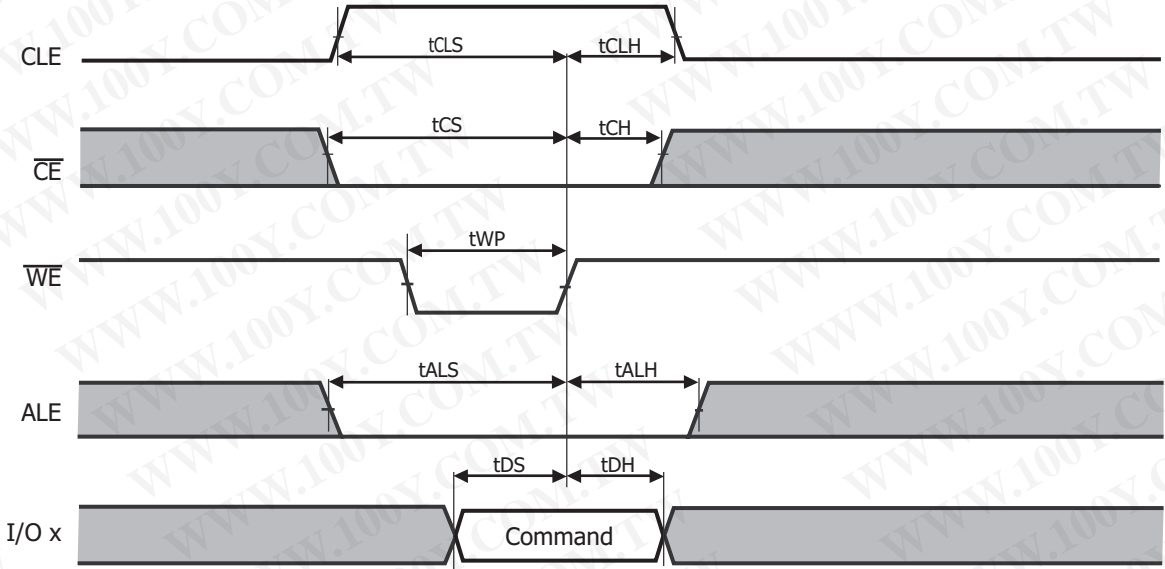 CLE
tCLS
tCLH
CE
tCS
tCH
WE
tWP
ALE
tALS
tALH
tDS
tDH
I/O x
Command
WWW.100Y.COM.TW